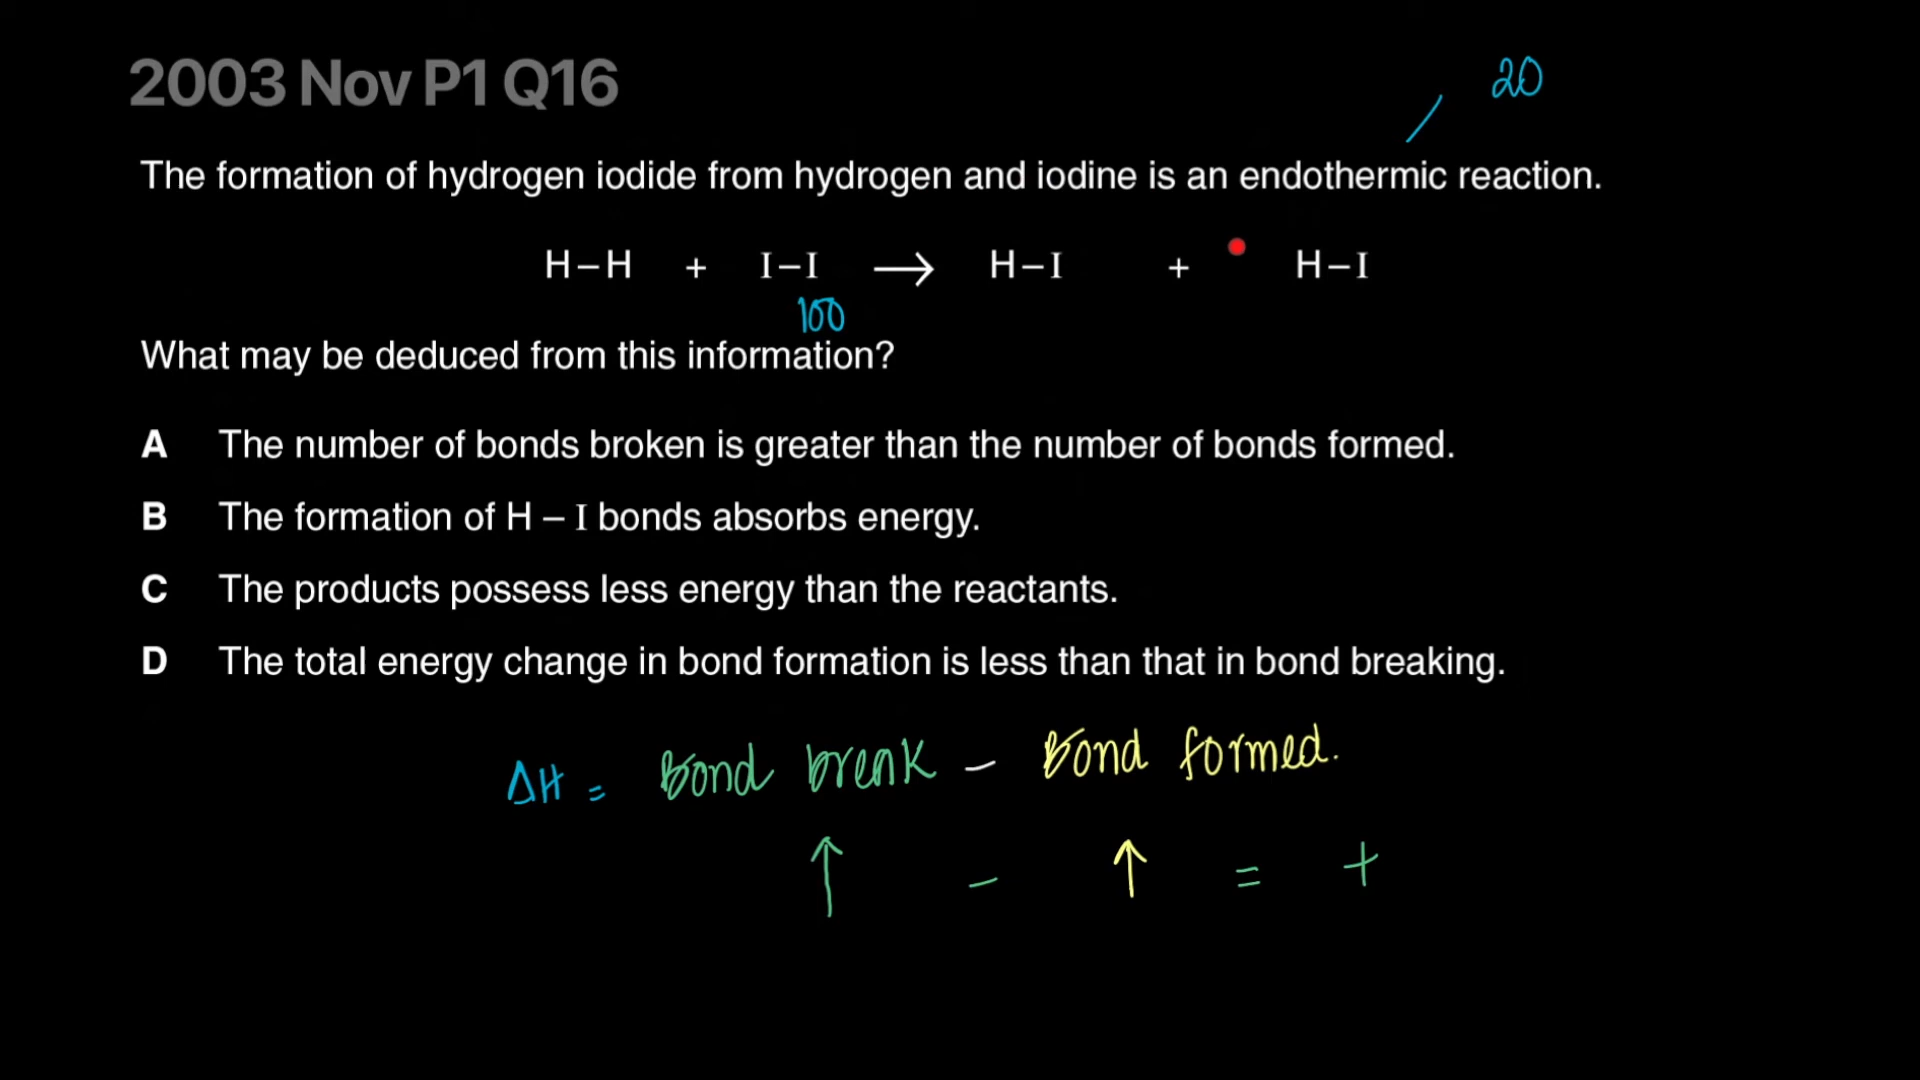 2003 Nov P1 Q16
20
The formation of hydrogen iodide from hydrogen and iodine is an endothermic reaction.
H–H + I–I → H–I + H–I
100
What may be deduced from this information?
A The number of bonds broken is greater than the number of bonds formed.
B The formation of H – I bonds absorbs energy.
C The products possess less energy than the reactants.
D The total energy change in bond formation is less than that in bond breaking.
ΔH = Bond break – Bond formed.
↑ – ↑ = +